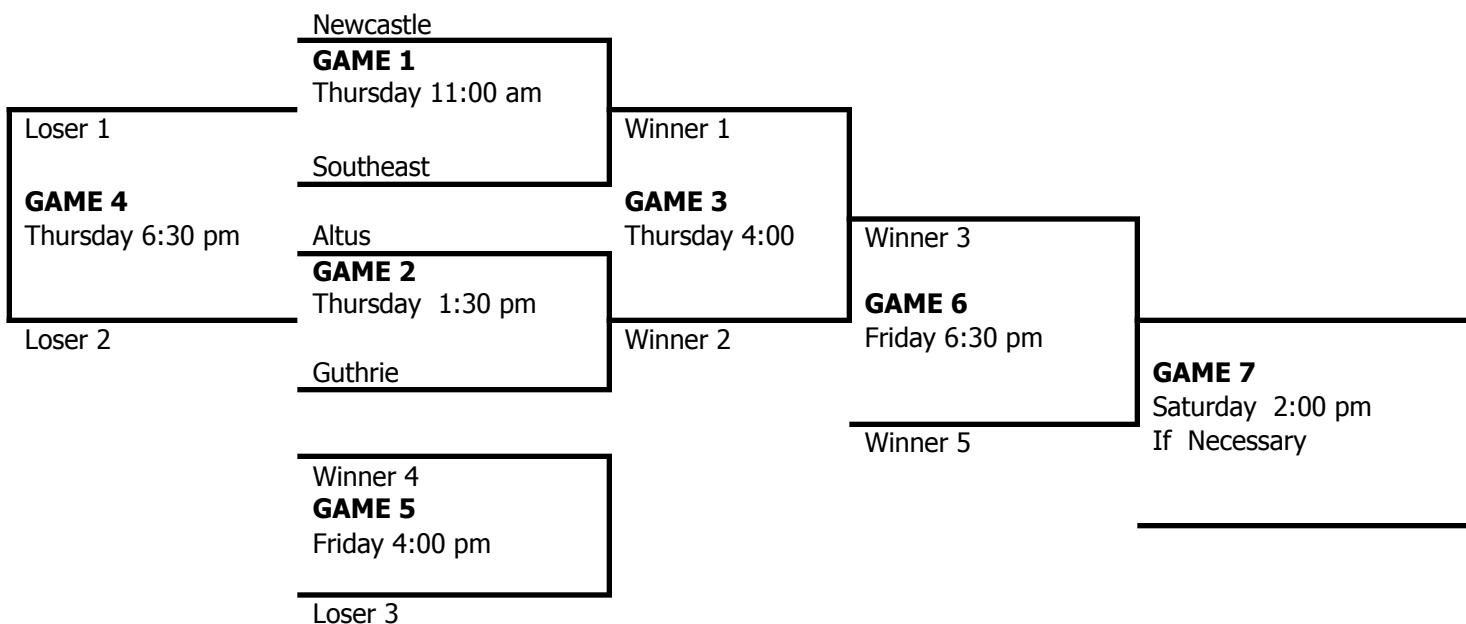 Newcastle
GAME 1
Thursday 11:00 am
Loser 1
Winner 1
Southeast
GAME 4
Thursday 6:30 pm
GAME 3
Thursday 4:00
Altus
Winner 3
GAME 2
Thursday  1:30 pm
GAME 6
Friday 6:30 pm
Loser 2
Winner 2
Guthrie
GAME 7
Saturday  2:00 pm
If  Necessary
Winner 5
Winner 4
GAME 5
Friday 4:00 pm
Loser 3